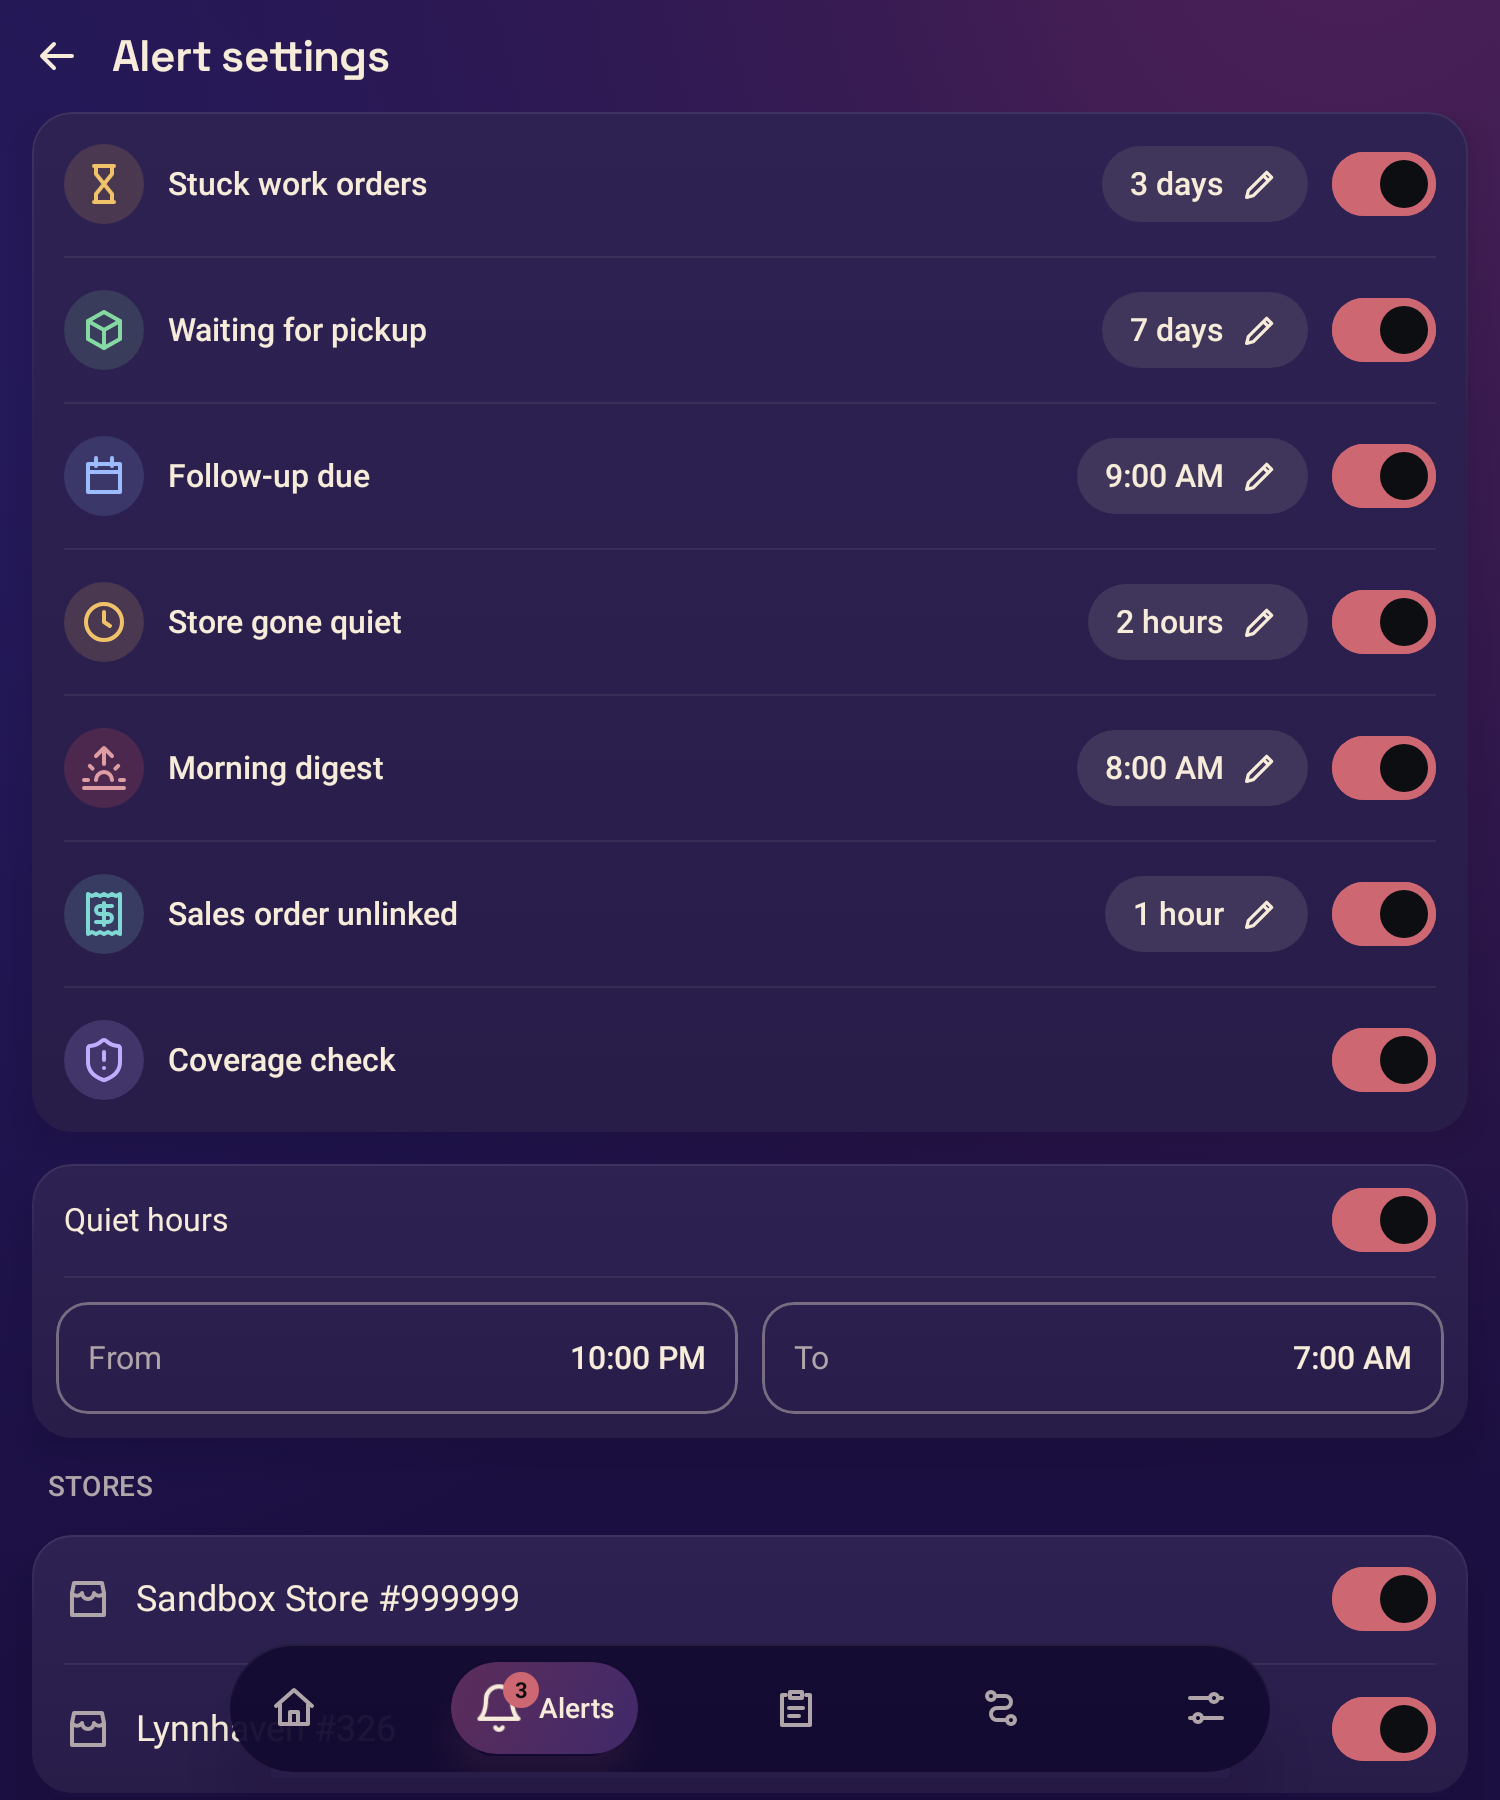 Alert settings
Stuck work orders 3 days
Waiting for pickup 7 days
Follow-up due 9:00 AM
Store gone quiet 2 hours
Morning digest 8:00 AM
Sales order unlinked 1 hour
Coverage check
Quiet hours
From 10:00 PM To 7:00 AM
STORES
Sandbox Store #999999
Lynnhaven #326
3 Alerts